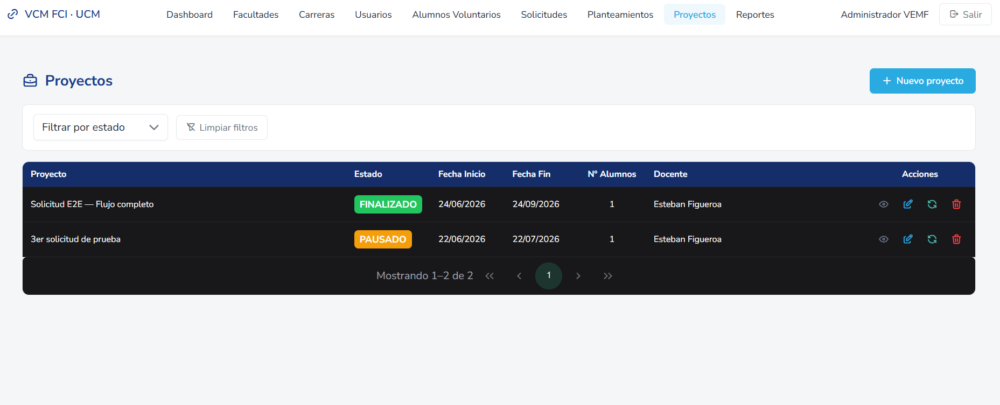 VCM FCI · UCM Dashboard Facultades Carreras Usuarios Alumnos Voluntarios Solicitudes Planteamientos Proyectos Reportes Administrador VEMF Salir
Proyectos Nuevo proyecto
Filtrar por estado Limpiar filtros
Proyecto Estado Fecha Inicio Fecha Fin Nº Alumnos Docente Acciones
Solicitud E2E — Flujo completo FINALIZADO 24/06/2026 24/09/2026 1 Esteban Figueroa
3er solicitud de prueba PAUSADO 22/06/2026 22/07/2026 1 Esteban Figueroa
Mostrando 1–2 de 2 « ‹ 1 › »